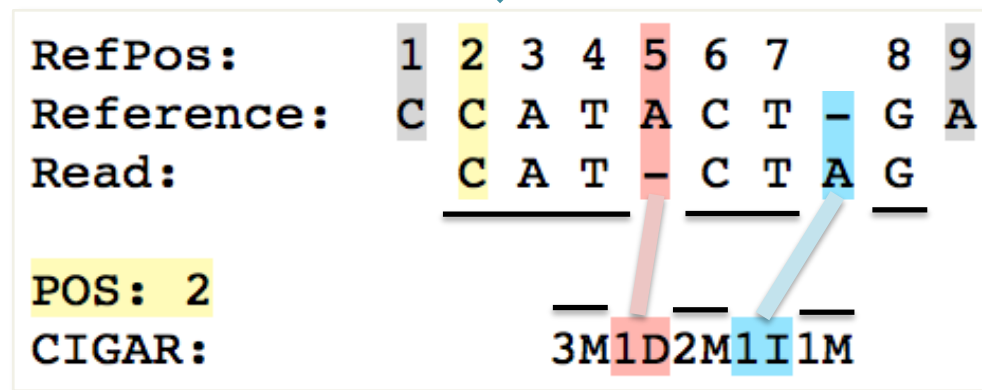 RefPos: 1 2 3 4 5 6 7 8 9
Reference: C C A T A C T - G A
Read: C A T - C T A G
POS: 2
CIGAR: 3M1D2M1I1M